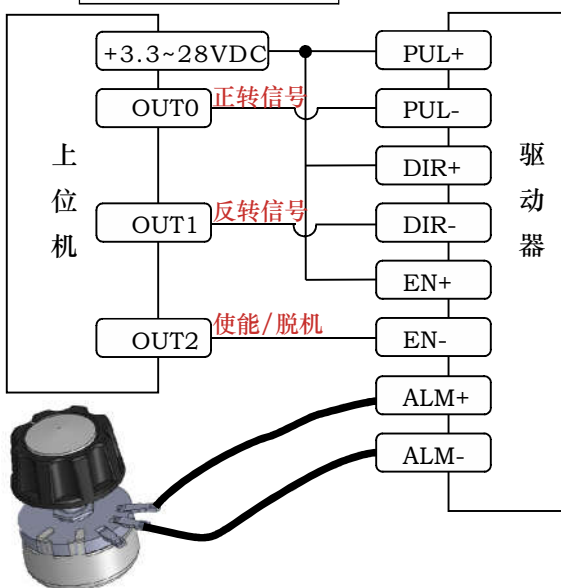 +3.3~28VDC
PUL+
OUT0
正转信号
PUL-
DIR+
上位机
驱动器
OUT1
反转信号
DIR-
EN+
OUT2
使能/脱机
EN-
ALM+
ALM-